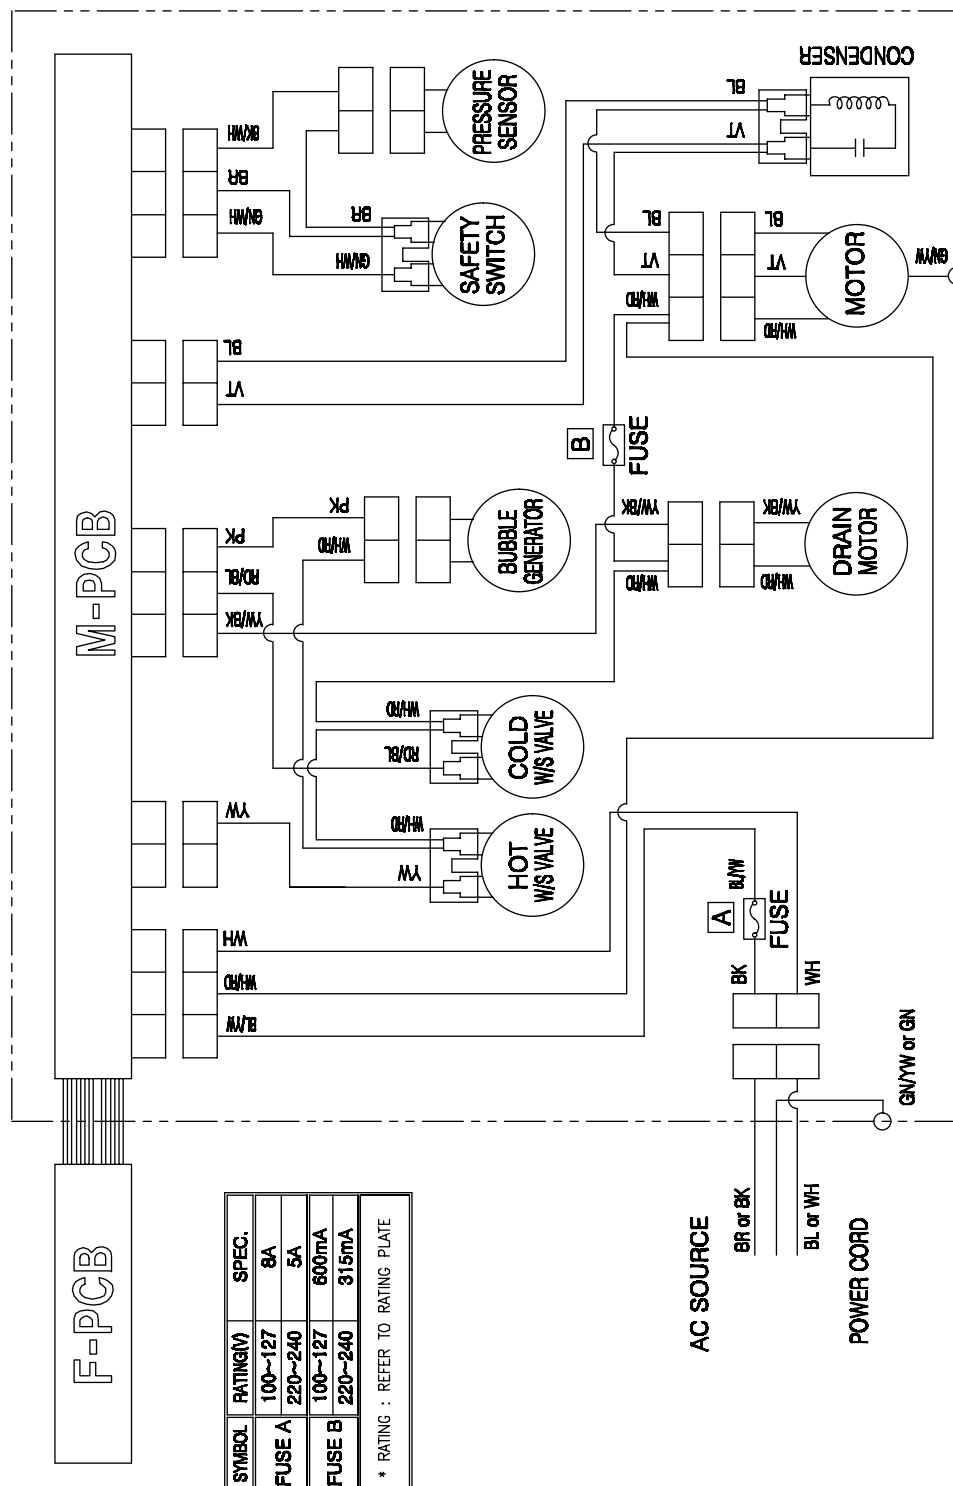 F-PCB
M-PCB
BK/WH
BR
GN/WH
BL
VT
PK
RD/BL
YW/BK
YW
WH
WH/RD
BL/YW
PRESSURE
SENSOR
BR
GN/WH
SAFETY
SWITCH
PK
WH/RD
BUBBLE
GENERATOR
WH/RD
RD/BL
COLD
W/S VALVE
WH/RD
YW
HOT
W/S VALVE
CONDENSER
BL
VT
BL
VT
WH/RD
BL
VT
WH/RD
MOTOR
GN/YW
B
FUSE
YW/BK
WH/RD
YW/BK
WH/RD
DRAIN
MOTOR
BL/YW
A
FUSE
BK
WH
GN/YW or GN
BR or BK
BL or WH
AC SOURCE
POWER CORD
SYMBOL RATING(V) SPEC.
FUSE A 100~127 8A
220~240 5A
FUSE B 100~127 600mA
220~240 315mA
* RATING : REFER TO RATING PLATE